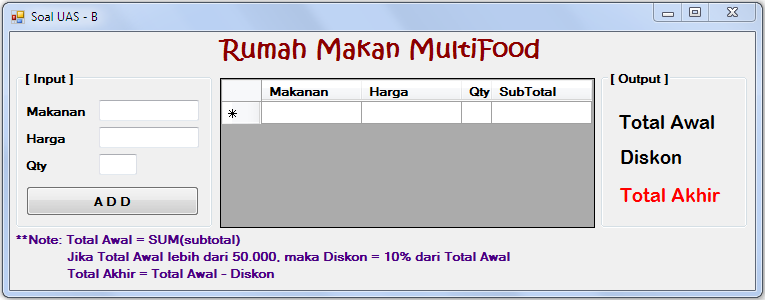 Soal UAS - B
Rumah Makan MultiFood
[ Input ]
Makanan
Harga
Qty
A D D
Makanan Harga Qty SubTotal
*
[ Output ]
Total Awal
Diskon
Total Akhir
**Note: Total Awal = SUM(subtotal)
Jika Total Awal lebih dari 50.000, maka Diskon = 10% dari Total Awal
Total Akhir = Total Awal - Diskon